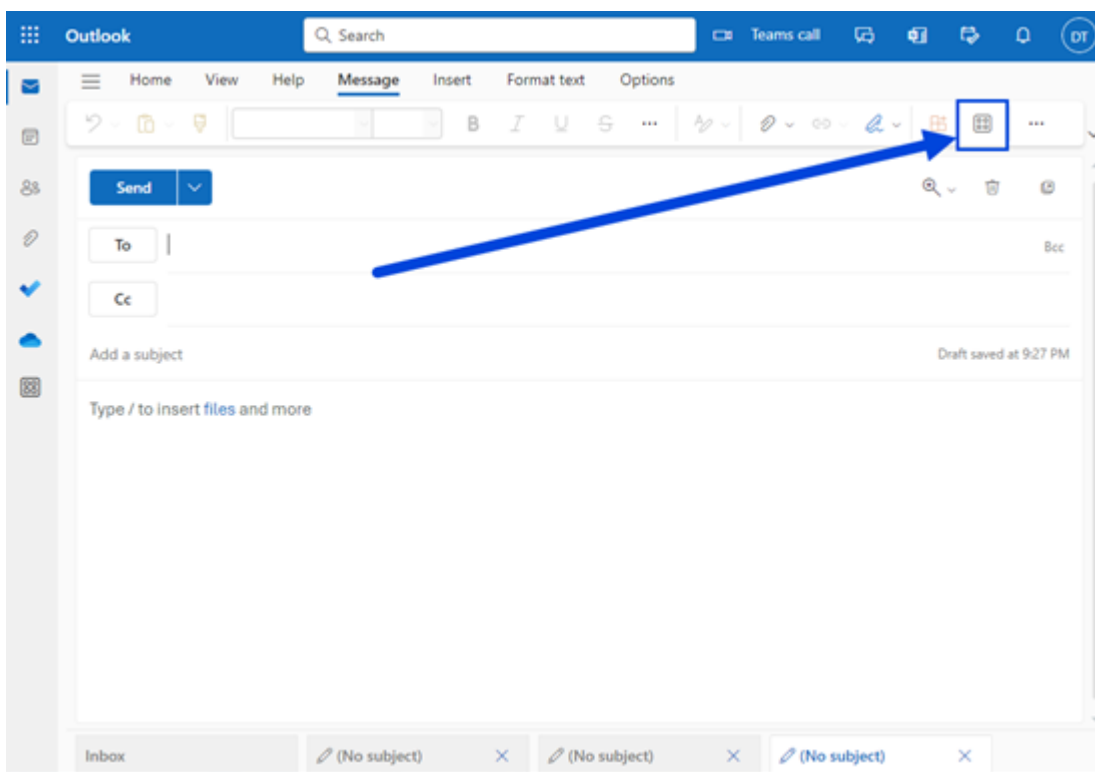 Outlook
Search
Teams call
DT
Home View Help Message Insert Format text Options
B I U S ...
Send
To
Bcc
Cc
Add a subject
Draft saved at 9:27 PM
Type / to insert files and more
Inbox
(No subject)
(No subject)
(No subject)